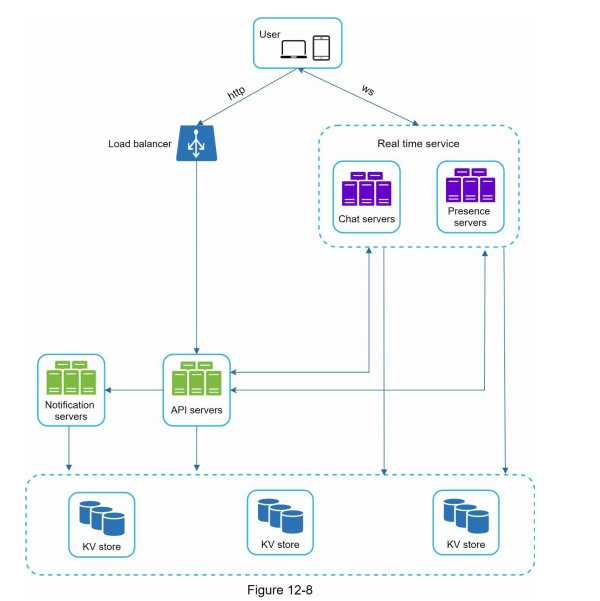 User
http
ws
Load balancer
Real time service
Chat servers
Presence
servers
Notification
servers
API servers
KV store
KV store
KV store
Figure 12-8